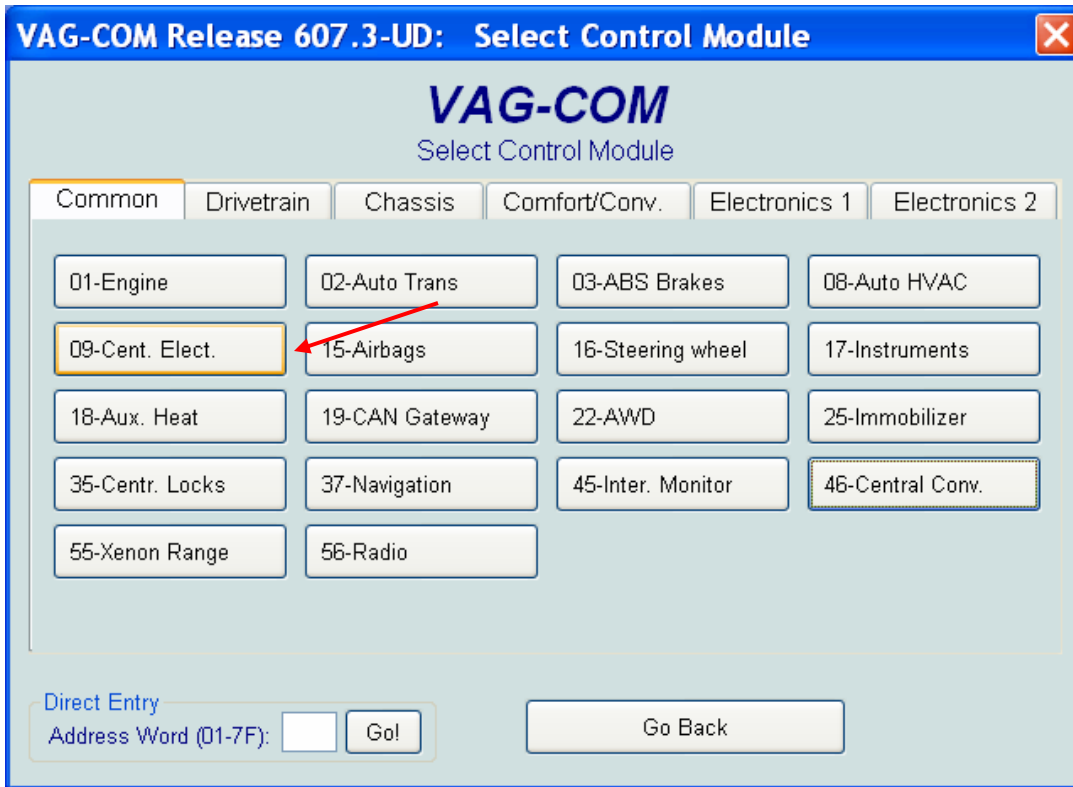 VAG-COM Release 607.3-UD: Select Control Module
VAG-COM
Select Control Module
Common Drivetrain Chassis Comfort/Conv. Electronics 1 Electronics 2
01-Engine 02-Auto Trans 03-ABS Brakes 08-Auto HVAC
09-Cent. Elect. 15-Airbags 16-Steering wheel 17-Instruments
18-Aux. Heat 19-CAN Gateway 22-AWD 25-Immobilizer
35-Centr. Locks 37-Navigation 45-Inter. Monitor 46-Central Conv.
55-Xenon Range 56-Radio
Direct Entry
Address Word (01-7F): Go! Go Back